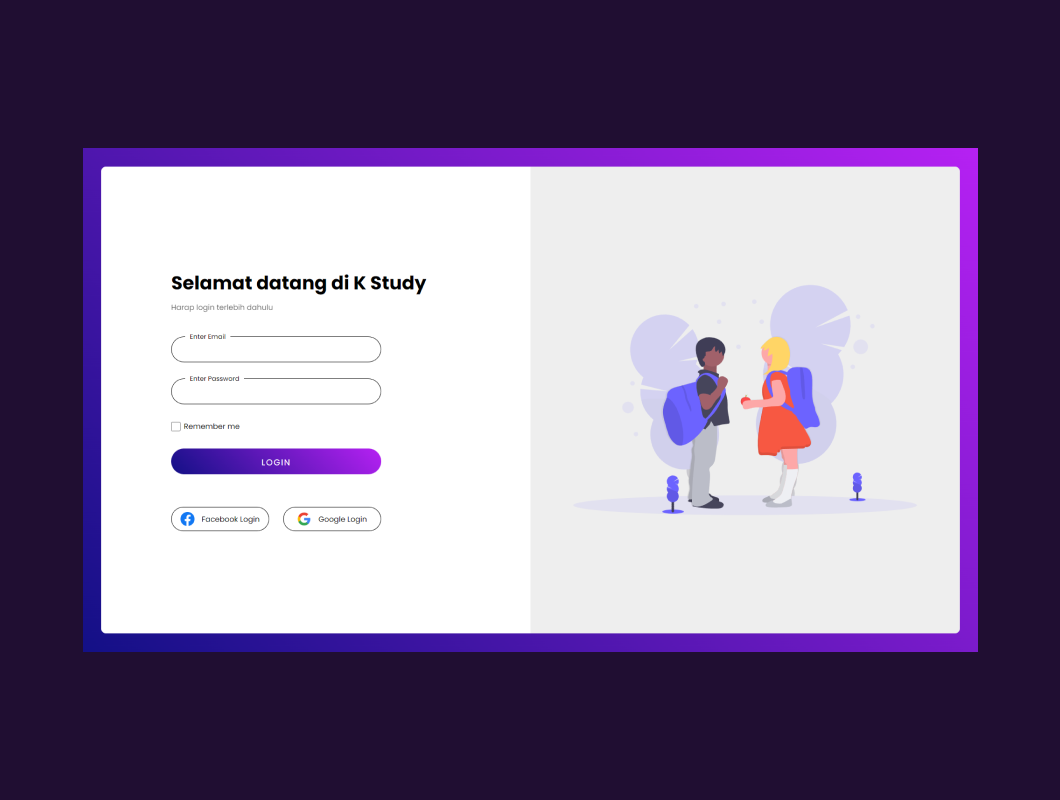 Selamat datang di K Study
Harap login terlebih dahulu
Enter Email
Enter Password
Remember me
LOGIN
Facebook Login
Google Login